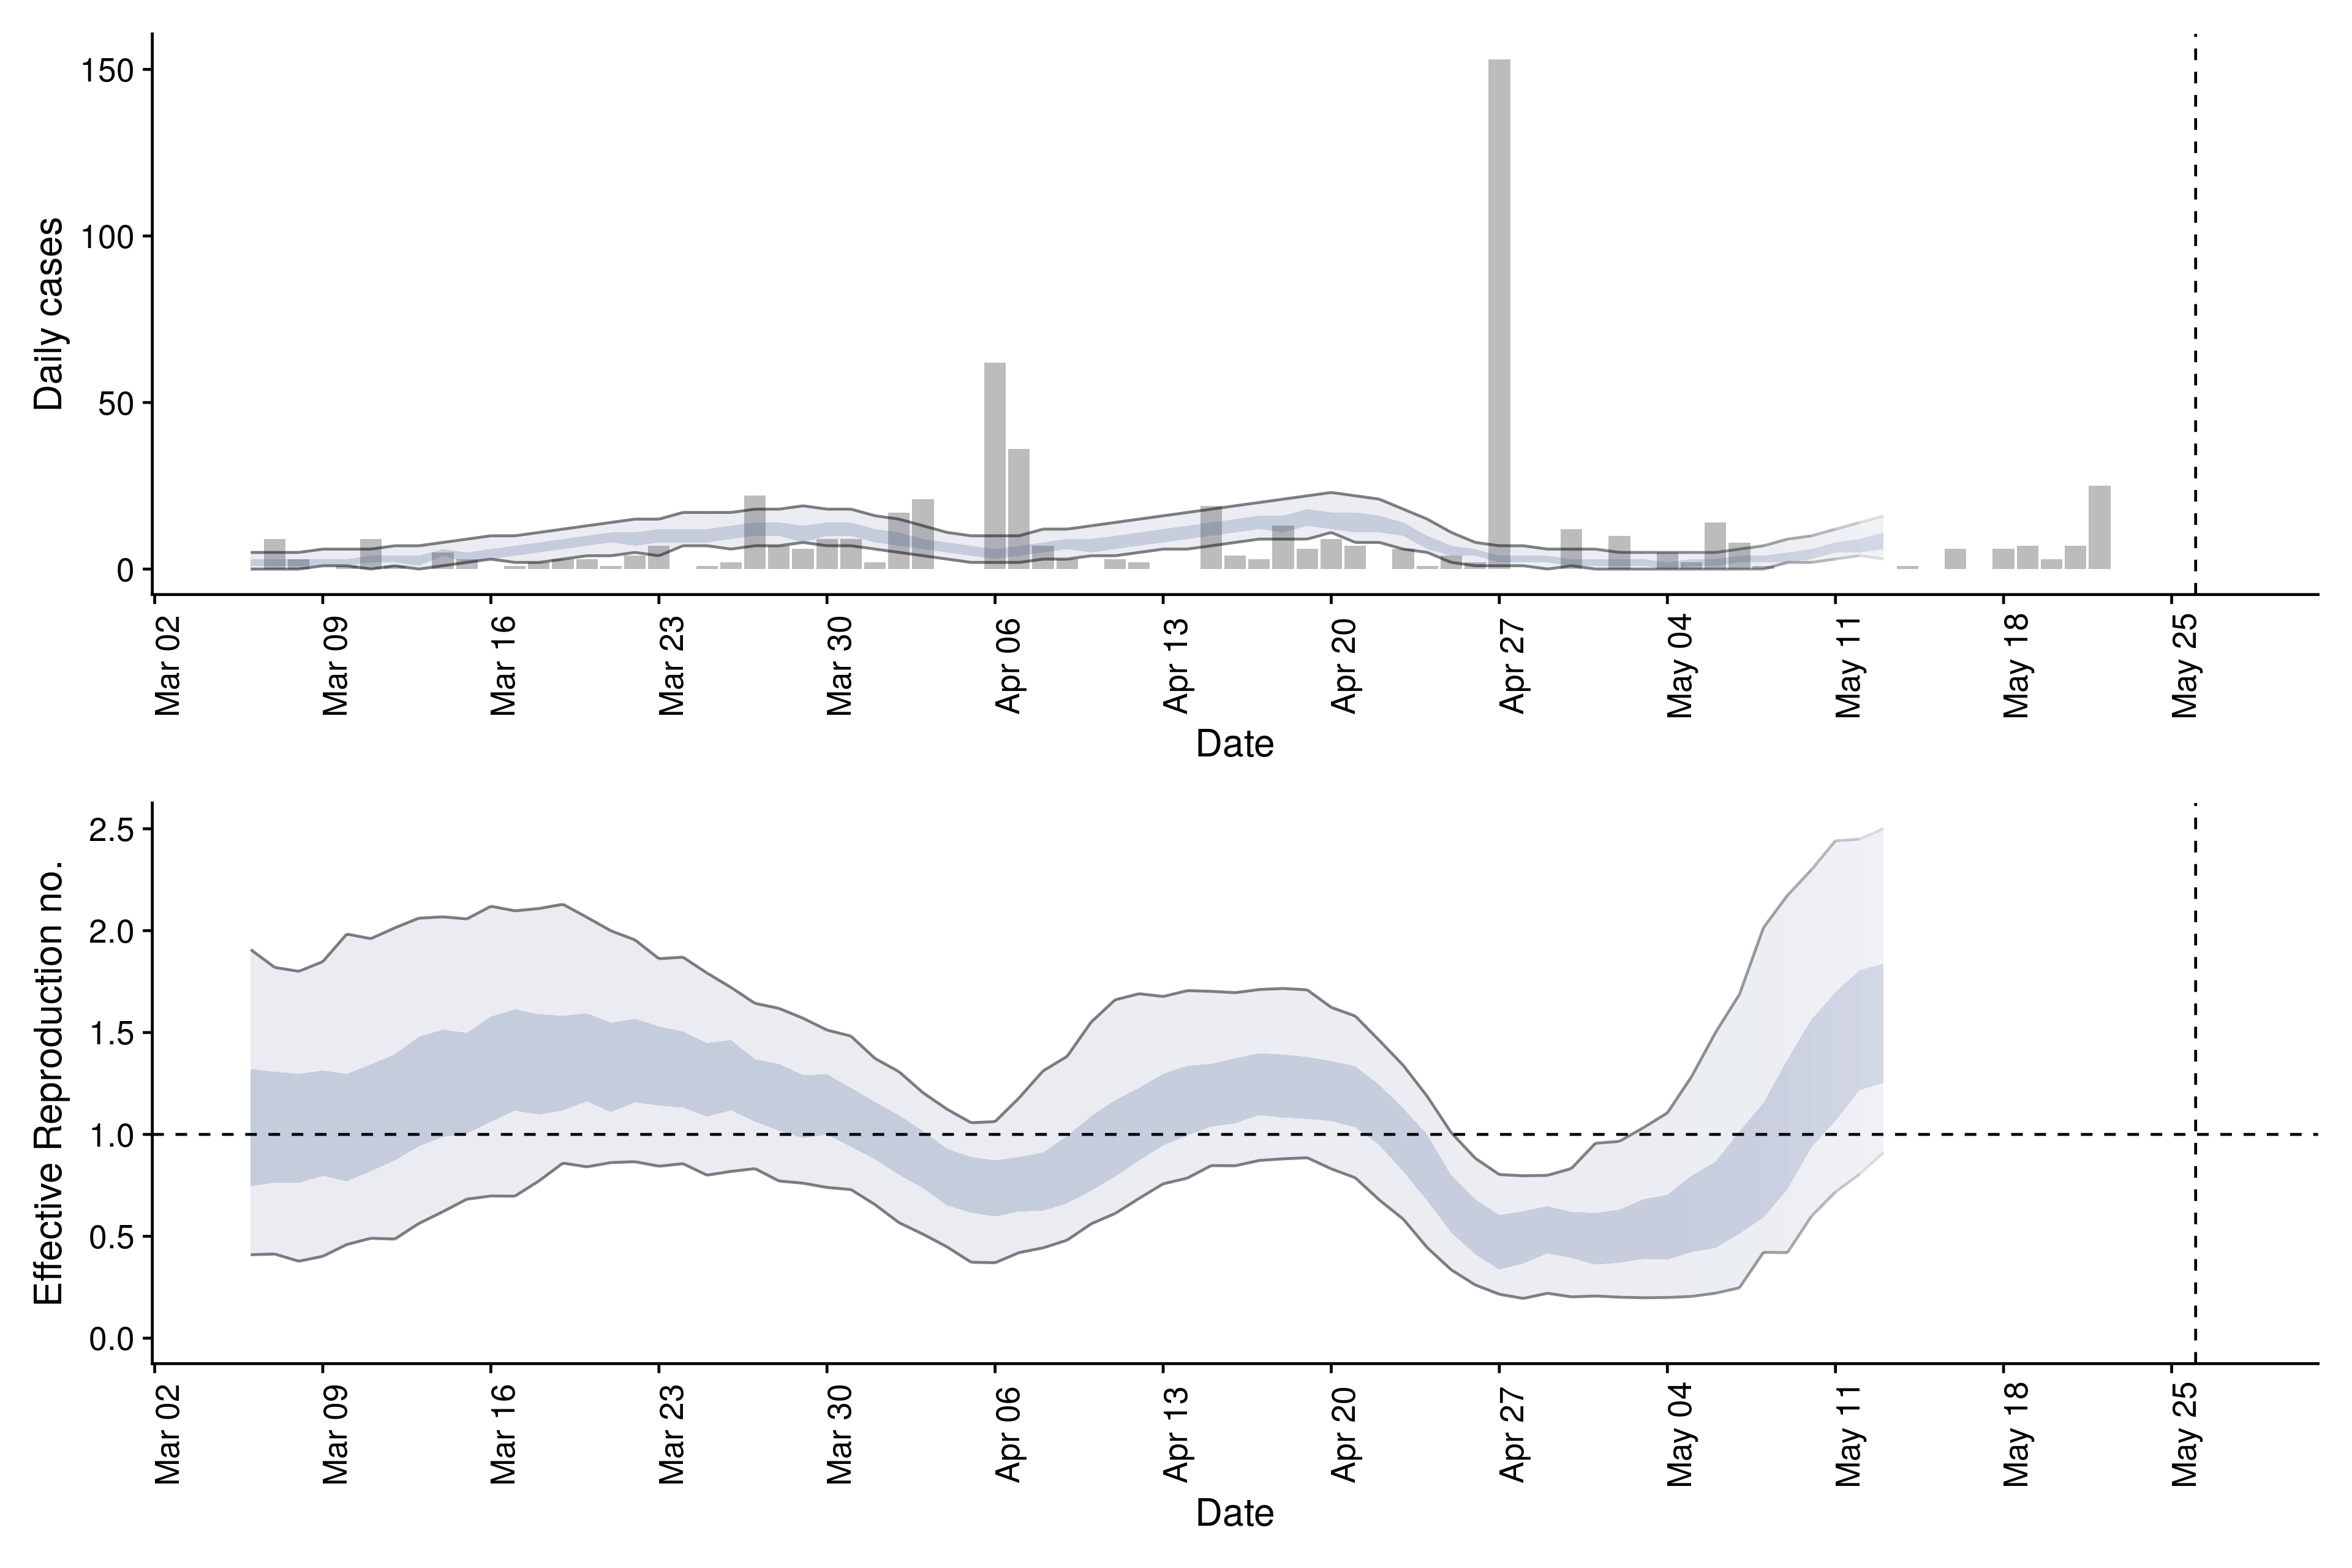 Daily cases
150
100
50
0
Mar 02
Mar 09
Mar 16
Mar 23
Mar 30
Apr 06
Apr 13
Apr 20
Apr 27
May 04
May 11
May 18
May 25
Date
Effective Reproduction no.
2.5
2.0
1.5
1.0
0.5
0.0
Mar 02
Mar 09
Mar 16
Mar 23
Mar 30
Apr 06
Apr 13
Apr 20
Apr 27
May 04
May 11
May 18
May 25
Date